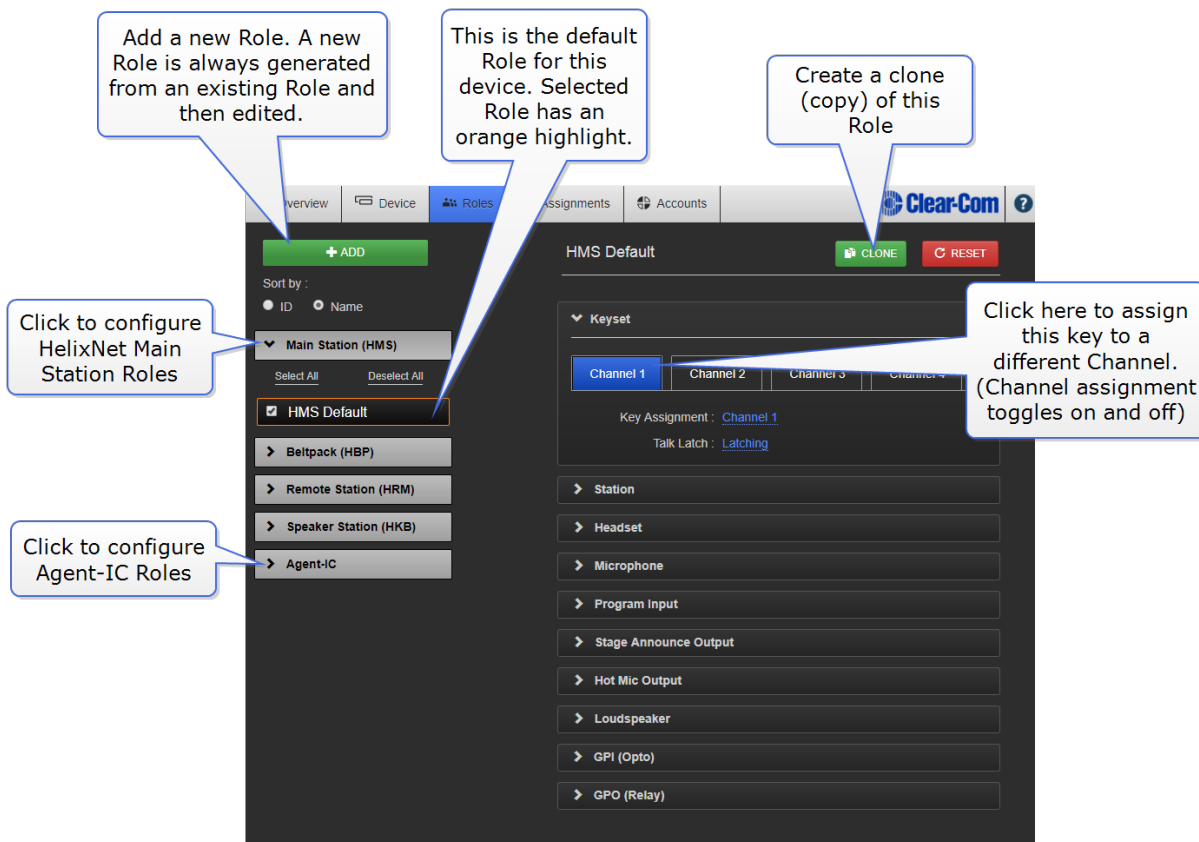 Add a new Role. A new
Role is always generated
from an existing Role and
then edited.
This is the default
Role for this
device. Selected
Role has an
orange highlight.
Create a clone
(copy) of this
Role
Device
Roles
Accounts
Clear-Com
?
ADD
HMS Default
CLONE
RESET
Sort by :
ID
Name
Click to configure
HelixNet Main
Station Roles
Click here to assign
this key to a
different Channel.
(Channel assignment
toggles on and off)
Main Station (HMS)
Select All
Deselect All
HMS Default
Beltpack (HBP)
Remote Station (HRM)
Speaker Station (HKB)
Agent-IC
Click to configure
Agent-IC Roles
Keyset
Channel 1
Channel 2
Channel 3
Channel 4
Key Assignment : Channel 1
Talk Latch : Latching
Station
Headset
Microphone
Program Input
Stage Announce Output
Hot Mic Output
Loudspeaker
GPI (Opto)
GPO (Relay)